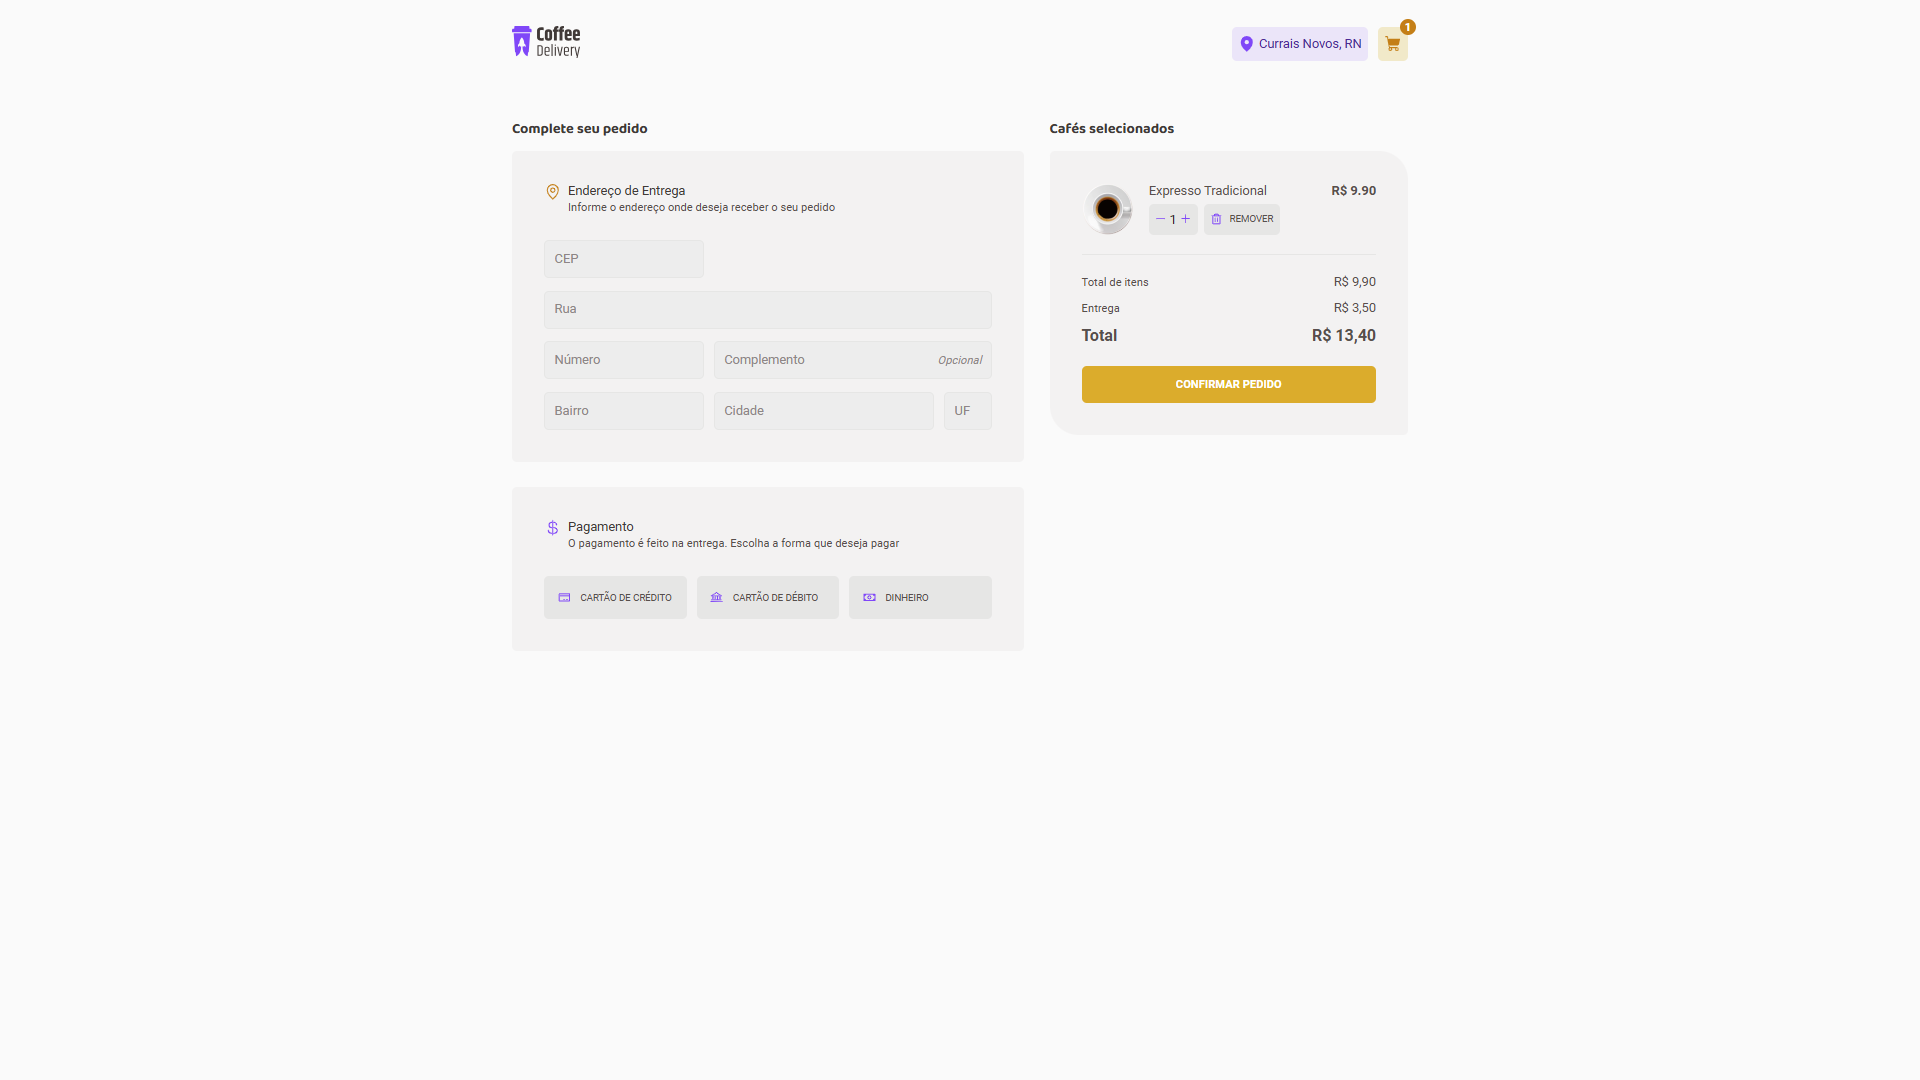 Coffee
Delivery
Currais Novos, RN
1
Complete seu pedido
Endereço de Entrega
Informe o endereço onde deseja receber o seu pedido
CEP
Rua
Número
Complemento
Opcional
Bairro
Cidade
UF
Pagamento
O pagamento é feito na entrega. Escolha a forma que deseja pagar
CARTÃO DE CRÉDITO
CARTÃO DE DÉBITO
DINHEIRO
Cafés selecionados
Expresso Tradicional
R$ 9.90
1
REMOVER
Total de itens
R$ 9,90
Entrega
R$ 3,50
Total
R$ 13,40
CONFIRMAR PEDIDO